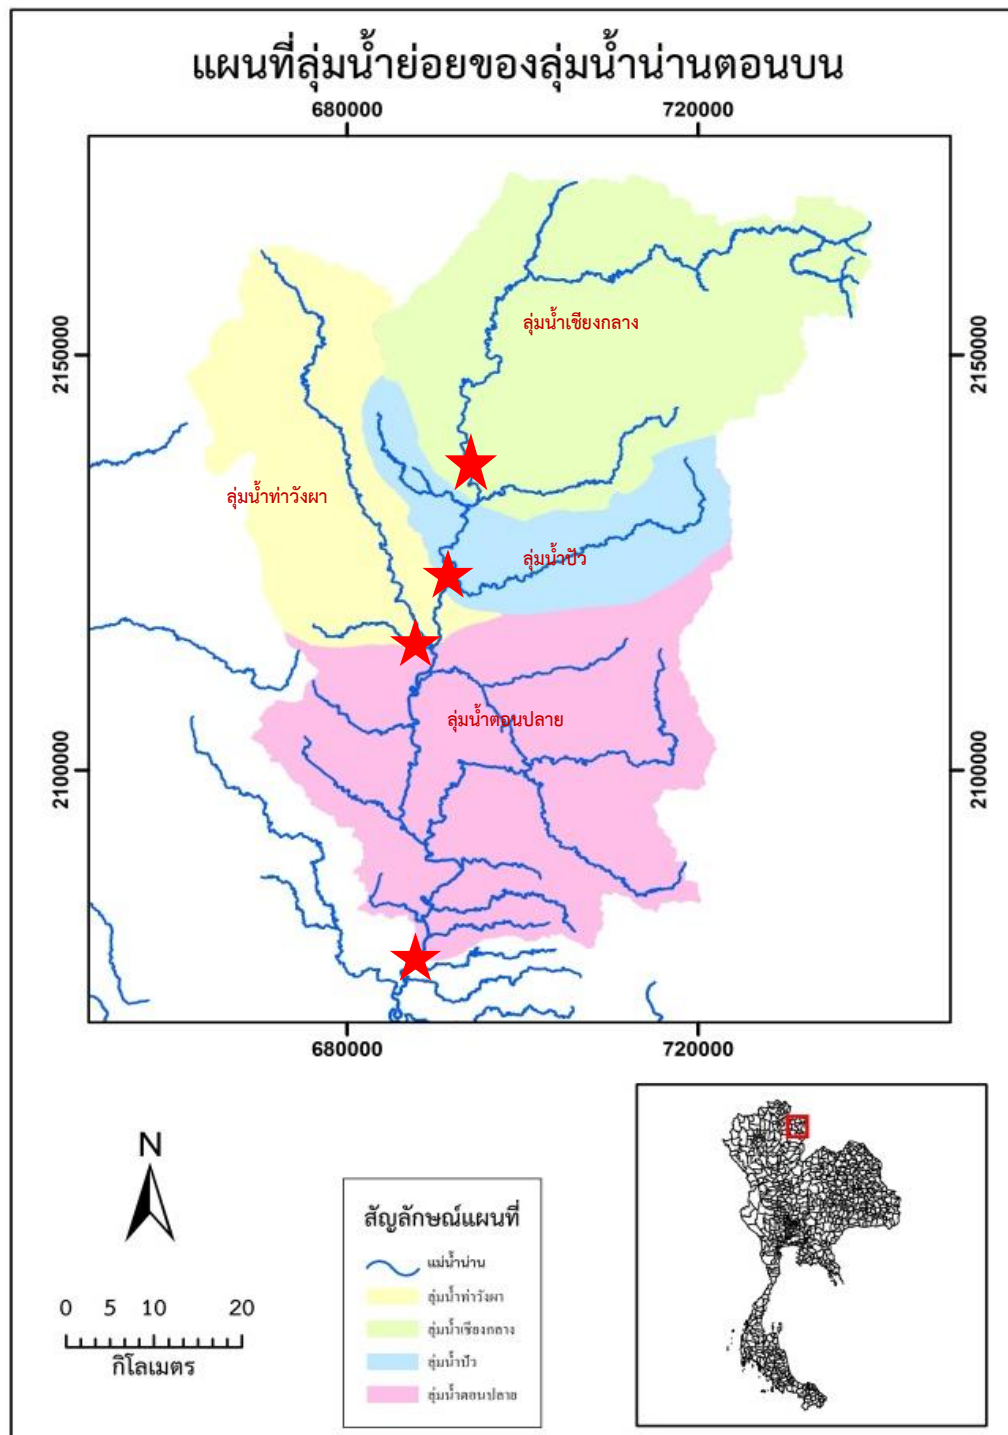 แผนที่ลุ่มน้ำย่อยของลุ่มน้ำน่านตอนบน
680000 720000
2150000 2150000
ลุ่มน้ำเชียงกลาง
ลุ่มน้ำท่าวังผา
ลุ่มน้ำปัว
ลุ่มน้ำตอนปลาย
2100000 2100000
680000 720000
N
0 5 10 20
กิโลเมตร
สัญลักษณ์แผนที่
แม่น้ำน่าน
ลุ่มน้ำท่าวังผา
ลุ่มน้ำเชียงกลาง
ลุ่มน้ำปัว
ลุ่มน้ำตอนปลาย